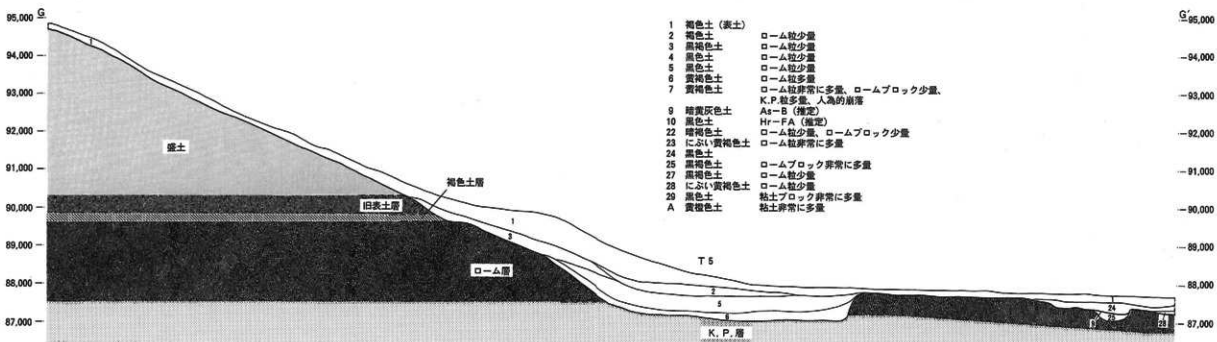 G
95,000
94,000
93,000
92,000
91,000
90,000
89,000
88,000
87,000
1
盛土
旧表土層
褐色土層
ローム層
K.P.層
1
3
2
5
6
T5
1
24
25
28
1 褐色土(表土)
2 褐色土 ローム粒少量
3 黒褐色土 ローム粒少量
4 黒色土 ローム粒少量
5 黒色土 ローム粒少量
6 黄褐色土 ローム粒多量
7 黄褐色土 ローム粒非常に多量、ロームブロック少量、
K.P.粒多量、人為的崩落
9 暗黄灰色土 As-B(推定)
10 黒色土 Hr-FA(推定)
22 暗褐色土 ローム粒少量、ロームブロック少量
23 にぶい黄褐色土 ローム粒非常に多量
24 黒色土
25 黒褐色土 ロームブロック非常に多量
27 黒褐色土 ローム粒少量
28 にぶい黄褐色土 ローム粒少量
29 黒色土 粘土ブロック非常に多量
A 黄橙色土 粘土非常に多量
G'
95,000
94,000
93,000
92,000
91,000
90,000
89,000
88,000
87,000